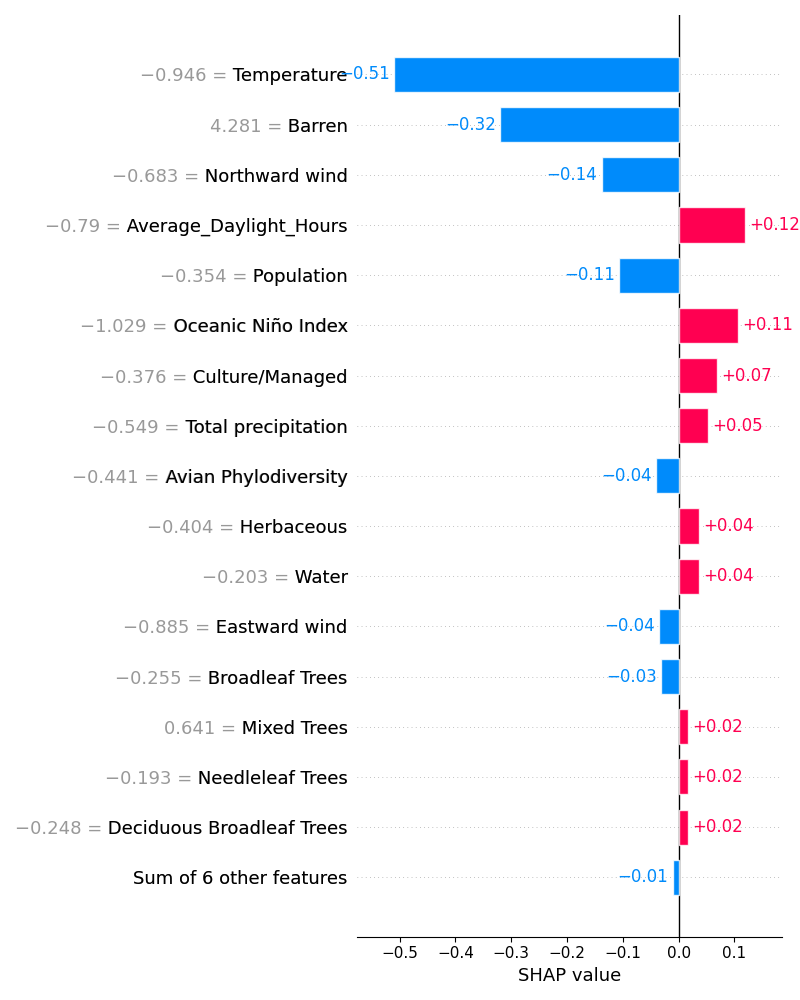 −0.946 = Temperature −0.51
4.281 = Barren −0.32
−0.683 = Northward wind −0.14
−0.79 = Average_Daylight_Hours +0.12
−0.354 = Population −0.11
−1.029 = Oceanic Niño Index +0.11
−0.376 = Culture/Managed +0.07
−0.549 = Total precipitation +0.05
−0.441 = Avian Phylodiversity −0.04
−0.404 = Herbaceous +0.04
−0.203 = Water +0.04
−0.885 = Eastward wind −0.04
−0.255 = Broadleaf Trees −0.03
0.641 = Mixed Trees +0.02
−0.193 = Needleleaf Trees +0.02
−0.248 = Deciduous Broadleaf Trees +0.02
Sum of 6 other features −0.01
−0.5 −0.4 −0.3 −0.2 −0.1 0.0 0.1
SHAP value